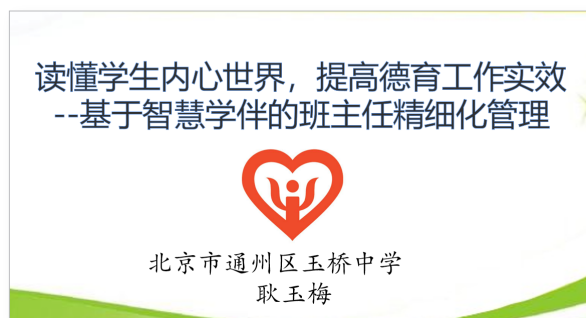 读懂学生内心世界，提高德育工作实效
--基于智慧学伴的班主任精细化管理
北京市通州区玉桥中学
耿玉梅